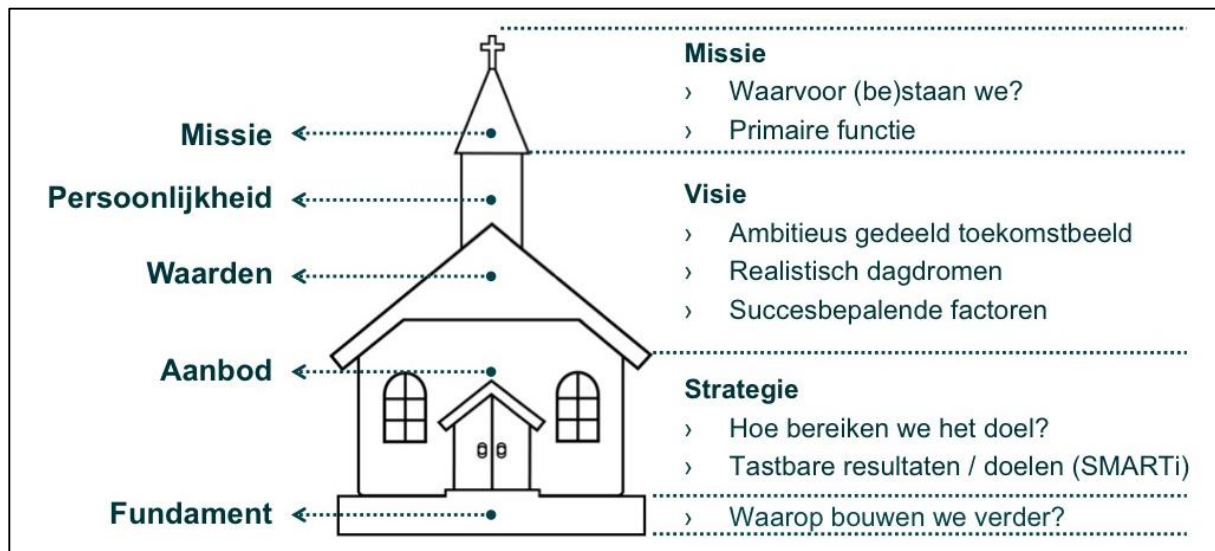 Missie
Persoonlijkheid
Waarden
Aanbod
Fundament
Missie
› Waarvoor (be)staan we?
› Primaire functie
Visie
› Ambitieus gedeeld toekomstbeeld
› Realistisch dagdromen
› Succesbepalende factoren
Strategie
› Hoe bereiken we het doel?
› Tastbare resultaten / doelen (SMARTi)
› Waarop bouwen we verder?